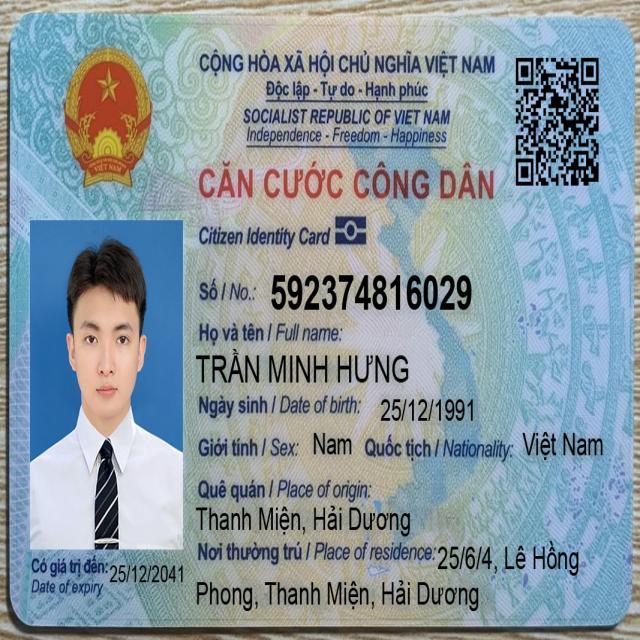 CỘNG HÒA XÃ HỘI CHỦ NGHĨA VIỆT NAM
Độc lập - Tự do - Hạnh phúc
SOCIALIST REPUBLIC OF VIET NAM
Independence - Freedom - Happiness
CĂN CƯỚC CÔNG DÂN
Citizen Identity Card
VIỆT NAM
Số / No.: 592374816029
Họ và tên / Full name:
TRẦN MINH HƯNG
Ngày sinh / Date of birth: 25/12/1991
Giới tính / Sex: Nam Quốc tịch / Nationality: Việt Nam
Quê quán / Place of origin:
Thanh Miện, Hải Dương
Nơi thường trú / Place of residence: 25/6/4, Lê Hồng
Phong, Thanh Miện, Hải Dương
Có giá trị đến: 25/12/2041
Date of expiry